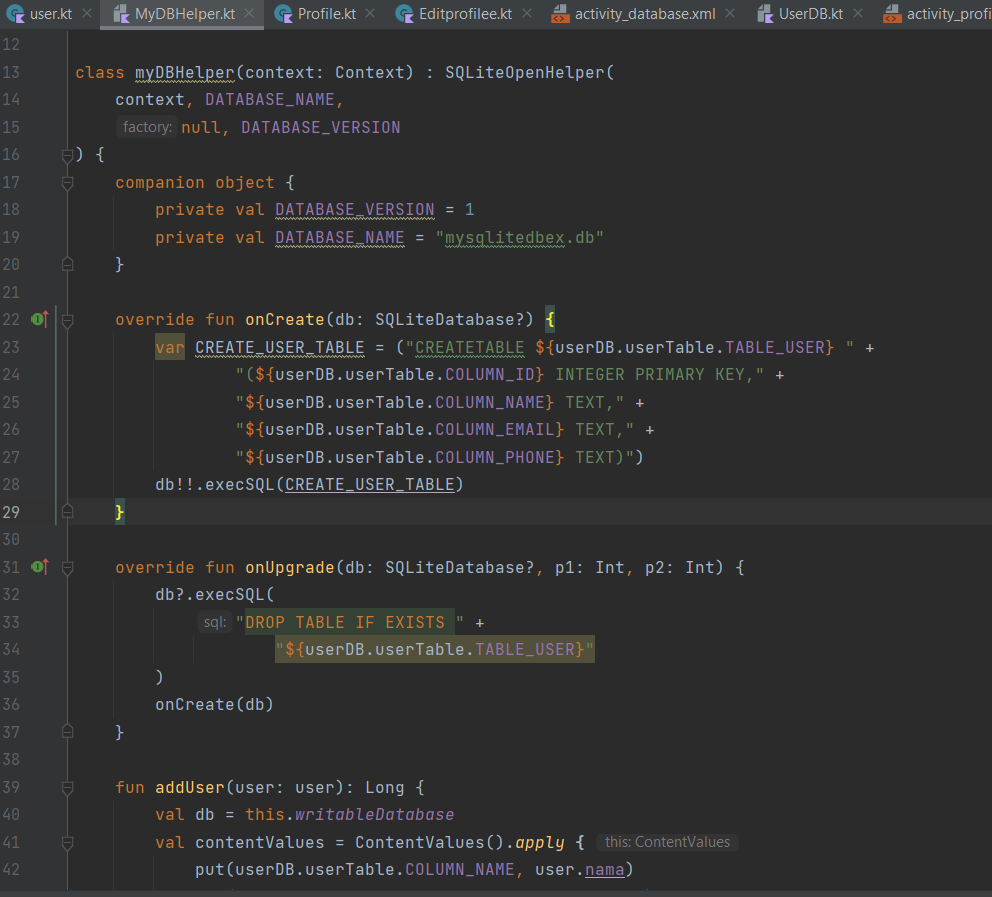 user.kt MyDBHelper.kt Profile.kt Editprofilee.kt activity_database.xml UserDB.kt activity_profi
12
13 class myDBHelper(context: Context) : SQLiteOpenHelper(
14 context, DATABASE_NAME,
15 factory: null, DATABASE_VERSION
16 ) {
17 companion object {
18 private val DATABASE_VERSION = 1
19 private val DATABASE_NAME = "mysqlitedbex.db"
20 }
21
22 override fun onCreate(db: SQLiteDatabase?) {
23 var CREATE_USER_TABLE = ("CREATETABLE ${userDB.userTable.TABLE_USER} " +
24 "(${userDB.userTable.COLUMN_ID} INTEGER PRIMARY KEY," +
25 "${userDB.userTable.COLUMN_NAME} TEXT," +
26 "${userDB.userTable.COLUMN_EMAIL} TEXT," +
27 "${userDB.userTable.COLUMN_PHONE} TEXT)")
28 db!!.execSQL(CREATE_USER_TABLE)
29 }
30
31 override fun onUpgrade(db: SQLiteDatabase?, p1: Int, p2: Int) {
32 db?.execSQL(
33 sql: "DROP TABLE IF EXISTS " +
34 "${userDB.userTable.TABLE_USER}"
35 )
36 onCreate(db)
37 }
38
39 fun addUser(user: user): Long {
40 val db = this.writableDatabase
41 val contentValues = ContentValues().apply { this: ContentValues
42 put(userDB.userTable.COLUMN_NAME, user.nama)